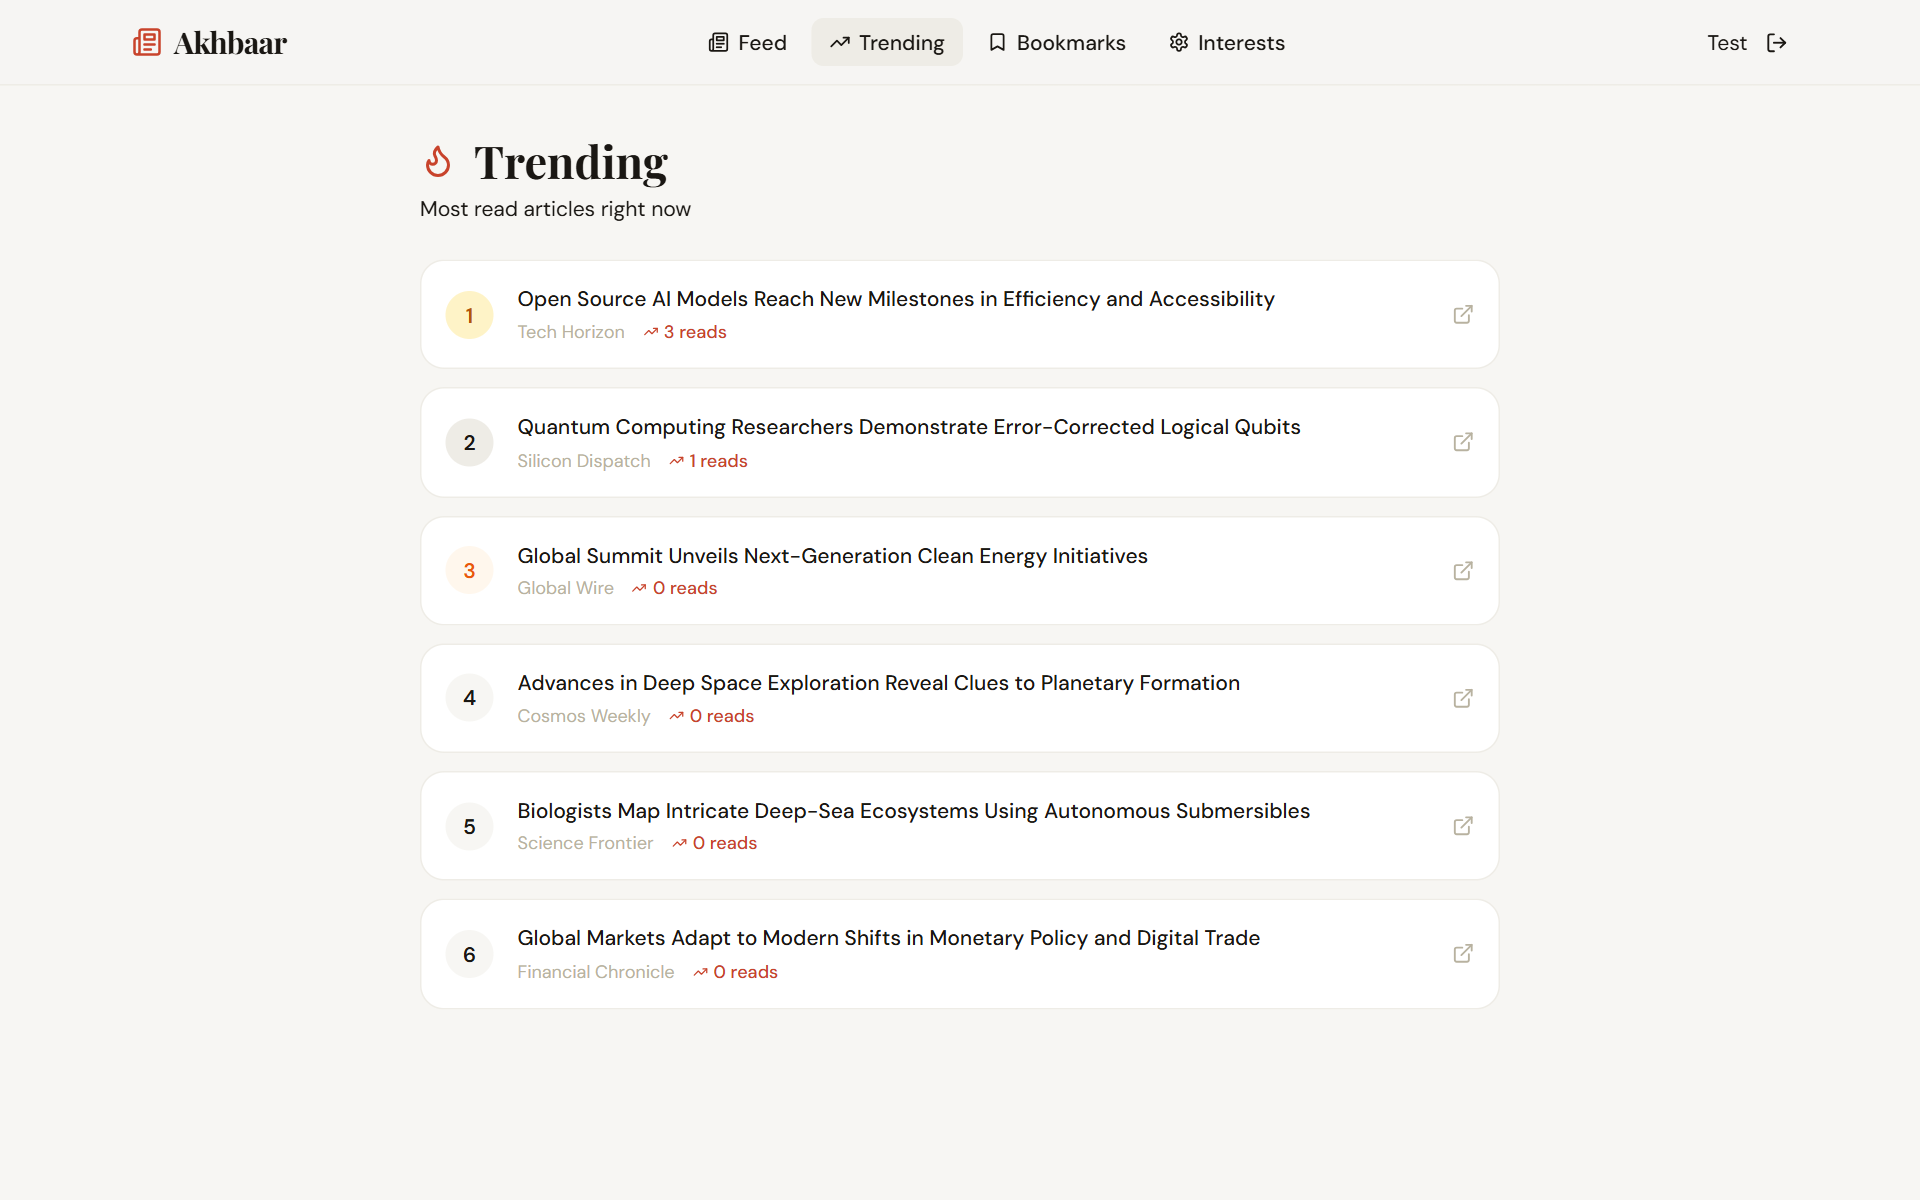 Akhbaar
Feed
Trending
Bookmarks
Interests
Test
Trending
Most read articles right now
1
Open Source AI Models Reach New Milestones in Efficiency and Accessibility
Tech Horizon 3 reads
2
Quantum Computing Researchers Demonstrate Error-Corrected Logical Qubits
Silicon Dispatch 1 reads
3
Global Summit Unveils Next-Generation Clean Energy Initiatives
Global Wire 0 reads
4
Advances in Deep Space Exploration Reveal Clues to Planetary Formation
Cosmos Weekly 0 reads
5
Biologists Map Intricate Deep-Sea Ecosystems Using Autonomous Submersibles
Science Frontier 0 reads
6
Global Markets Adapt to Modern Shifts in Monetary Policy and Digital Trade
Financial Chronicle 0 reads